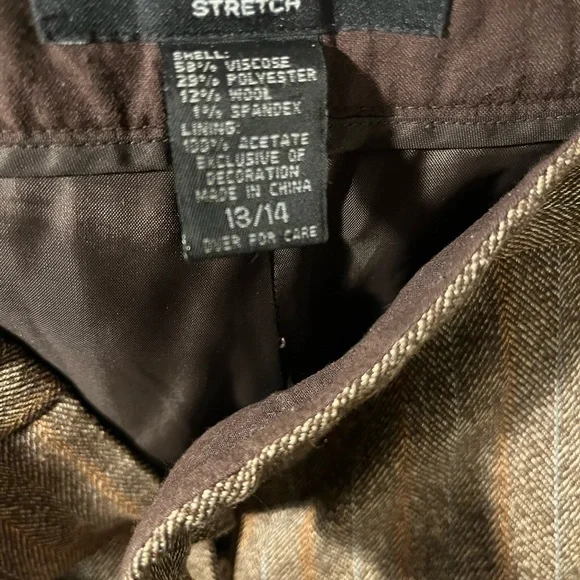 STRETCH
SHELL:
58% VISCOSE
29% POLYESTER
12% WOOL
1% SPANDEX
LINING:
100% ACETATE
EXCLUSIVE OF
DECORATION
MADE IN CHINA
13/14
OVER FOR CARE